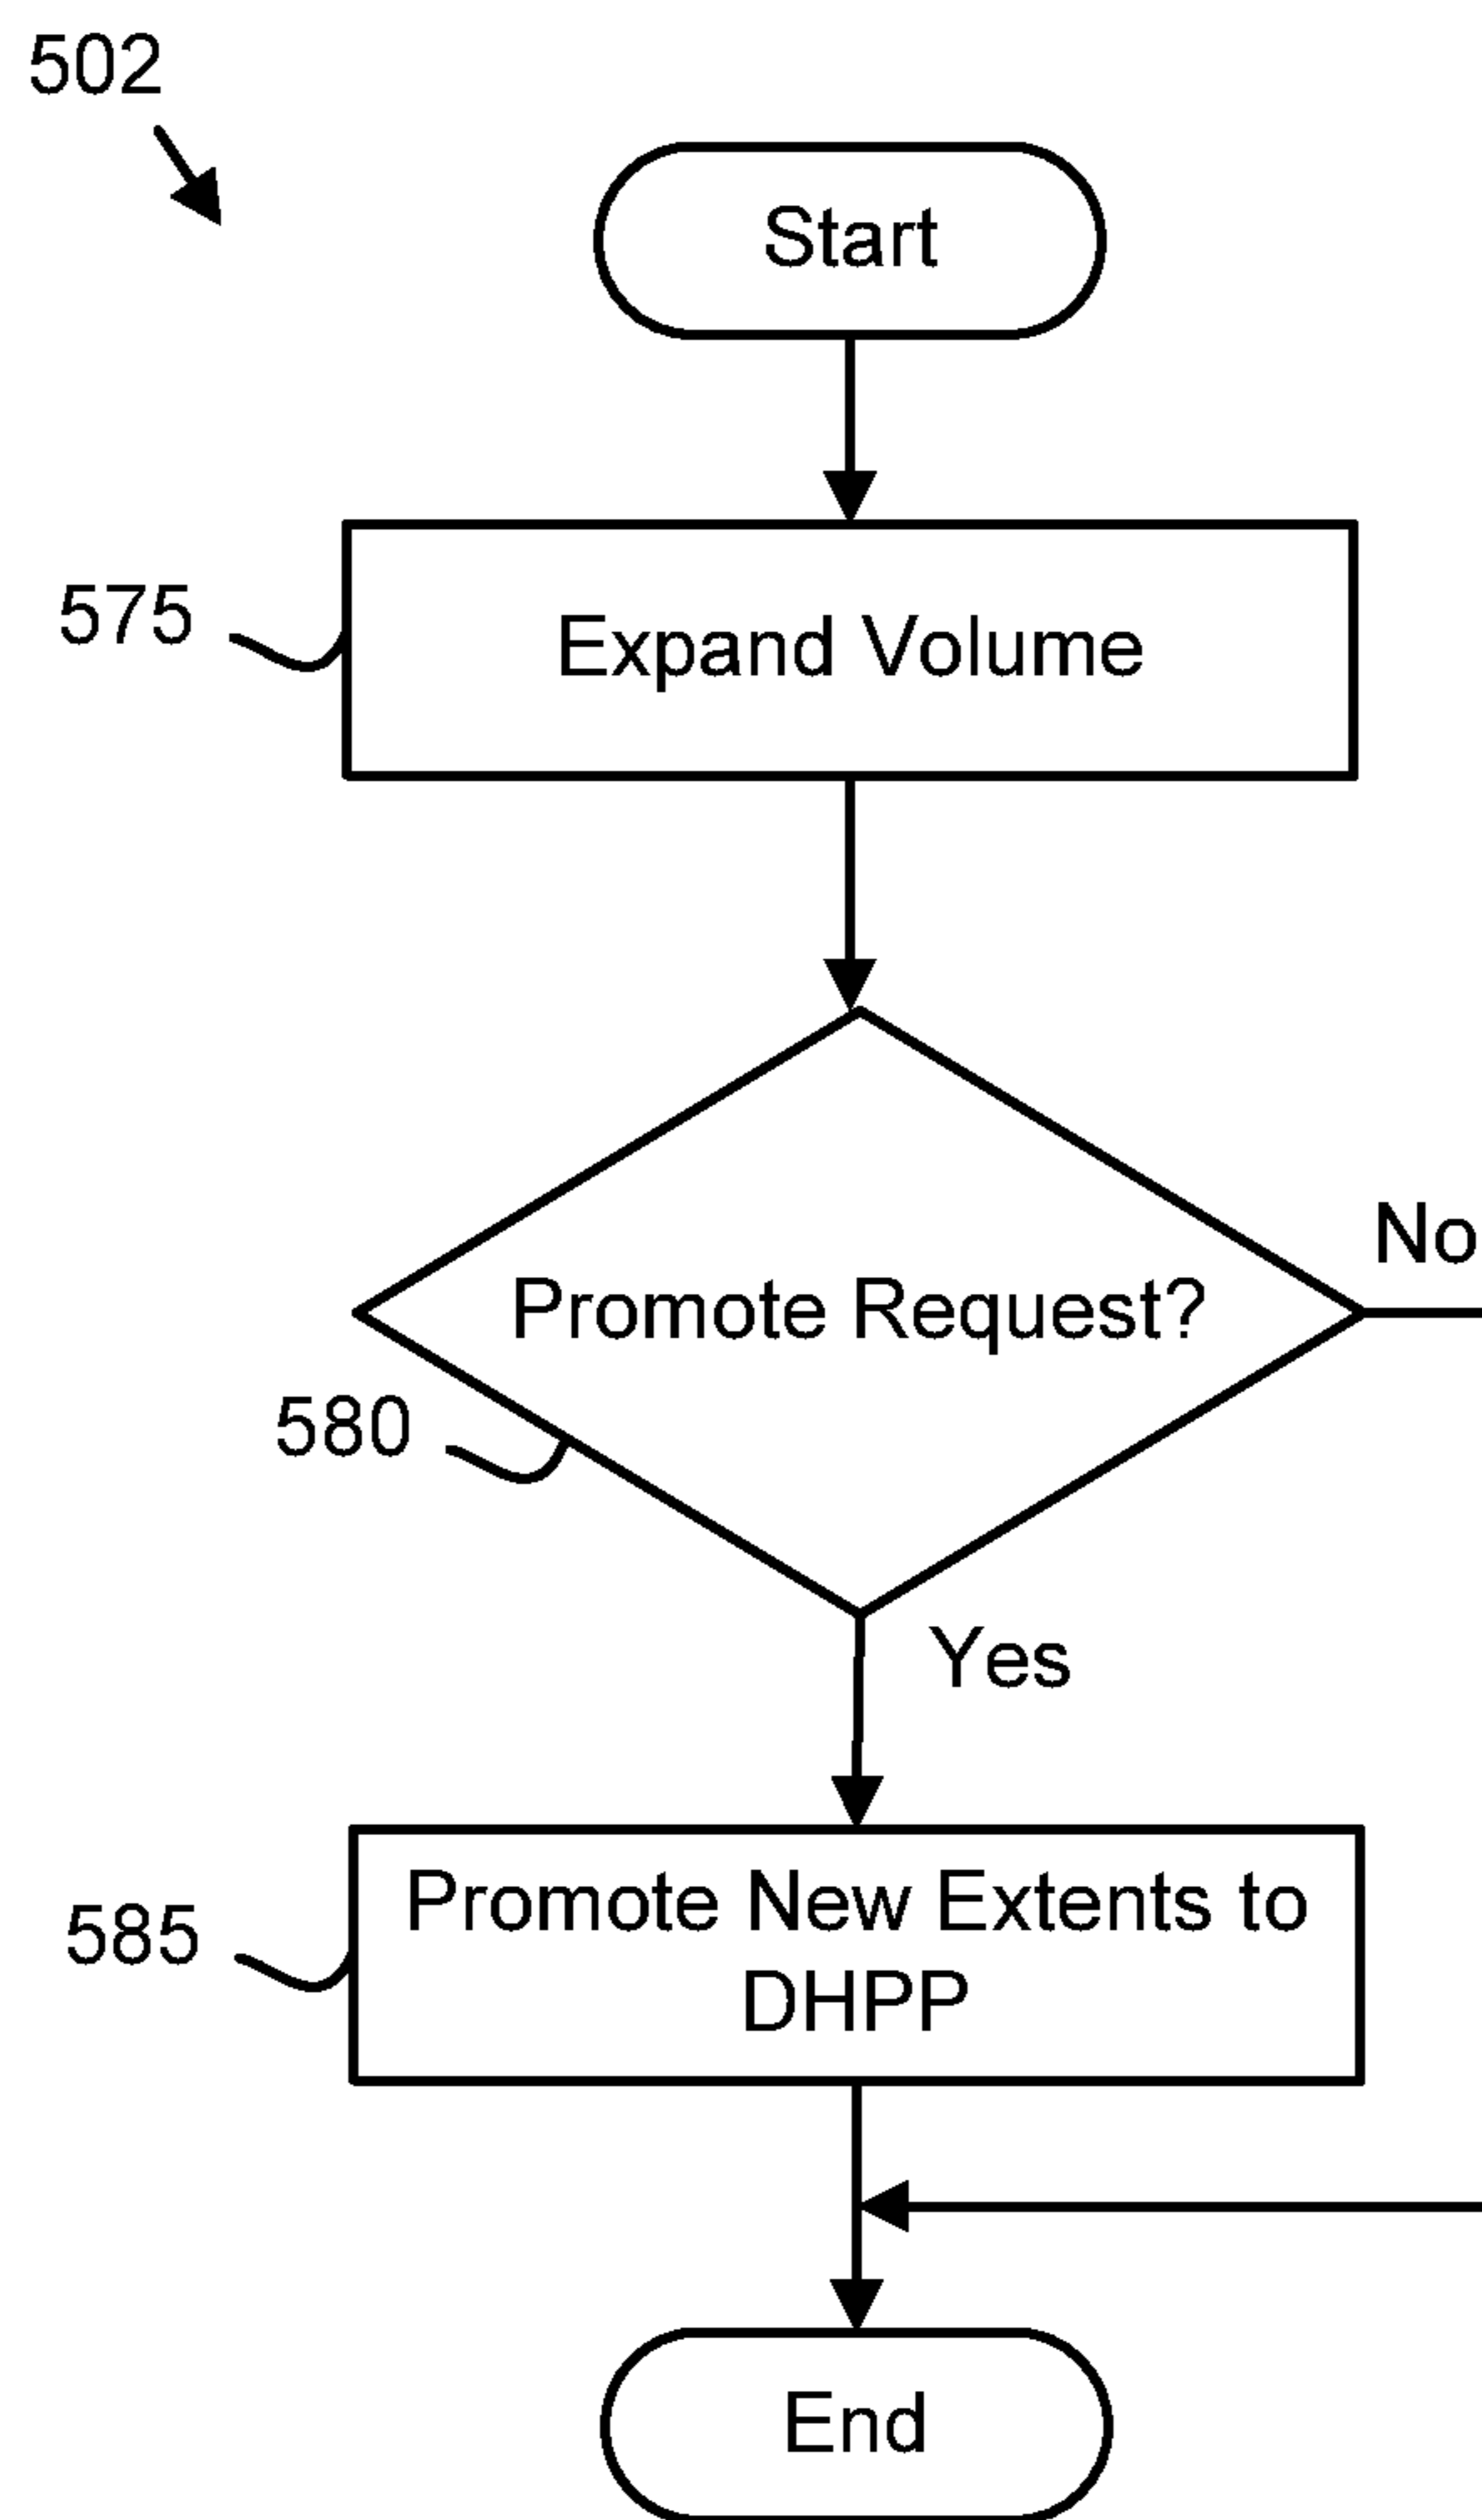 502
Start
575
Expand Volume
No
Promote Request?
580
Yes
Promote New Extents to
585
DHPP
End